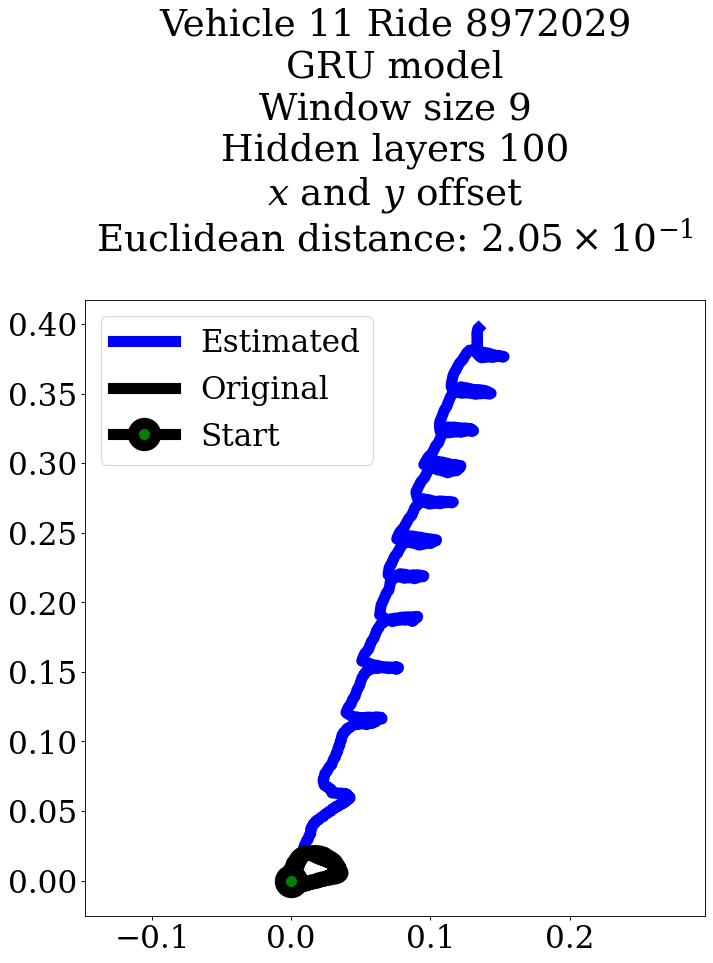 Vehicle 11 Ride 8972029
GRU model
Window size 9
Hidden layers 100
x and y offset
Euclidean distance: 2.05 × 10⁻¹
Estimated
Original
Start
0.40
0.35
0.30
0.25
0.20
0.15
0.10
0.05
0.00
−0.1 0.0 0.1 0.2